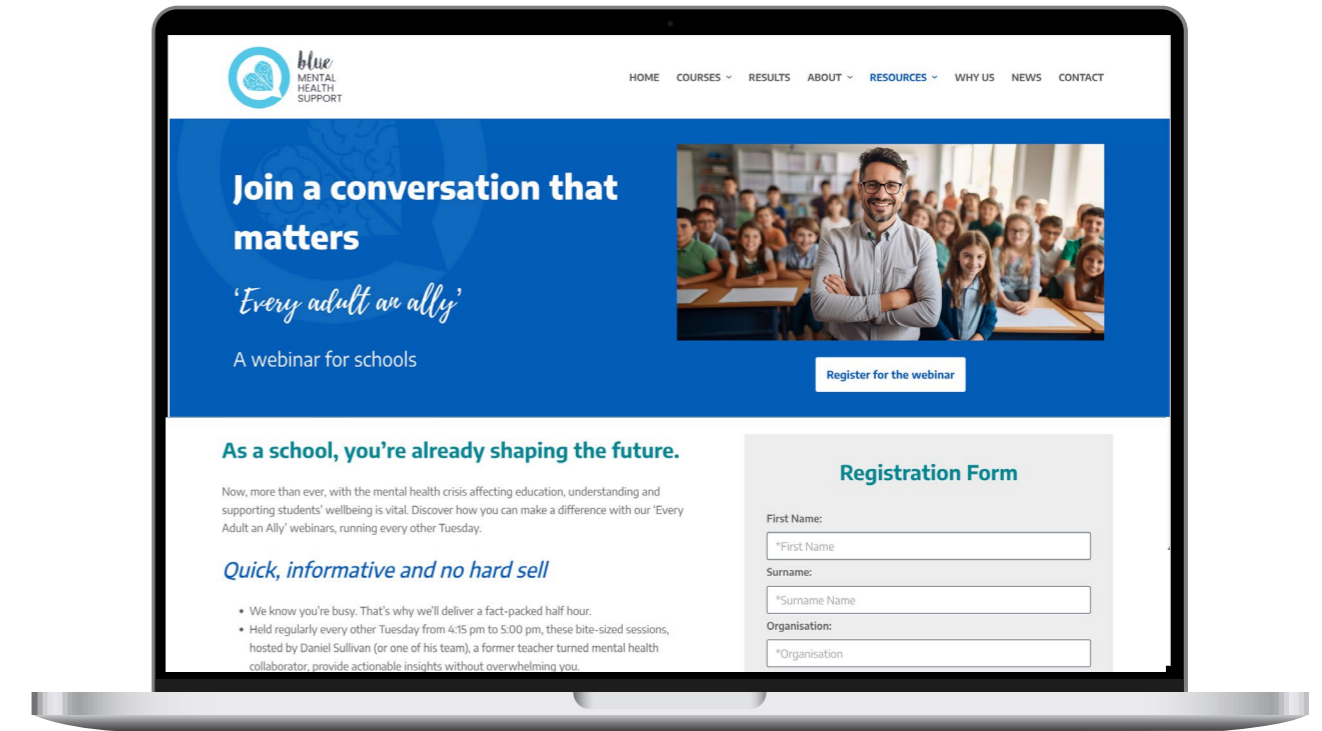 blue
MENTAL
HEALTH
SUPPORT
HOME COURSES RESULTS ABOUT RESOURCES WHY US NEWS CONTACT
Join a conversation that
matters
‘Every adult an ally’
A webinar for schools
Register for the webinar
As a school, you’re already shaping the future.
Now, more than ever, with the mental health crisis affecting education, understanding and
supporting students’ wellbeing is vital. Discover how you can make a difference with our ‘Every
Adult an Ally’ webinars, running every other Tuesday.
Quick, informative and no hard sell
• We know you’re busy. That’s why we’ll deliver a fact-packed half hour.
• Held regularly every other Tuesday from 4:15 pm to 5:00 pm, these bite-sized sessions,
hosted by Daniel Sullivan (or one of his team), a former teacher turned mental health
collaborator, provide actionable insights without overwhelming you.
Registration Form
First Name:
*First Name
Surname:
*Surname Name
Organisation:
*Organisation